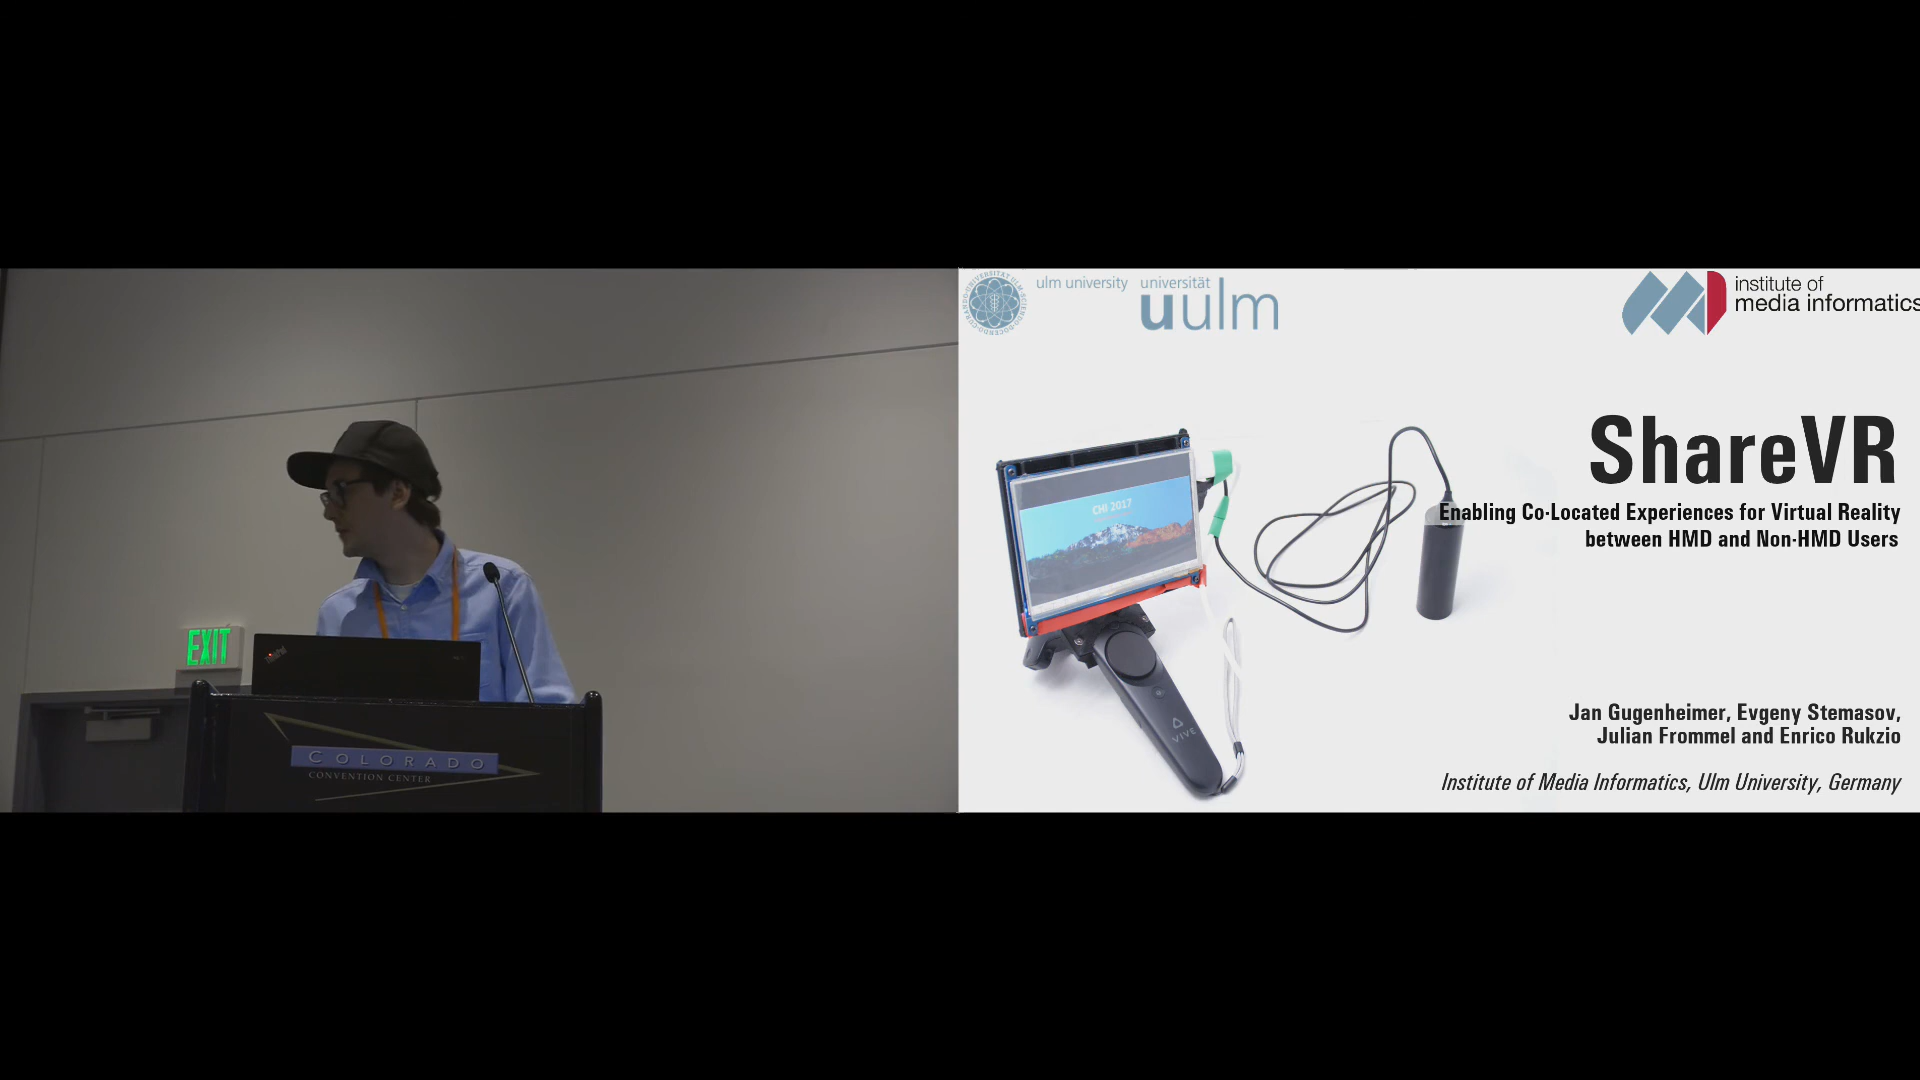 EXIT
COLORADO
CONVENTION CENTER
ulm university universität
uulm
institute of
media informatics
CHI 2017
VIVE
ShareVR
Enabling Co-Located Experiences for Virtual Reality
between HMD and Non-HMD Users
Jan Gugenheimer, Evgeny Stemasov,
Julian Frommel and Enrico Rukzio
Institute of Media Informatics, Ulm University, Germany